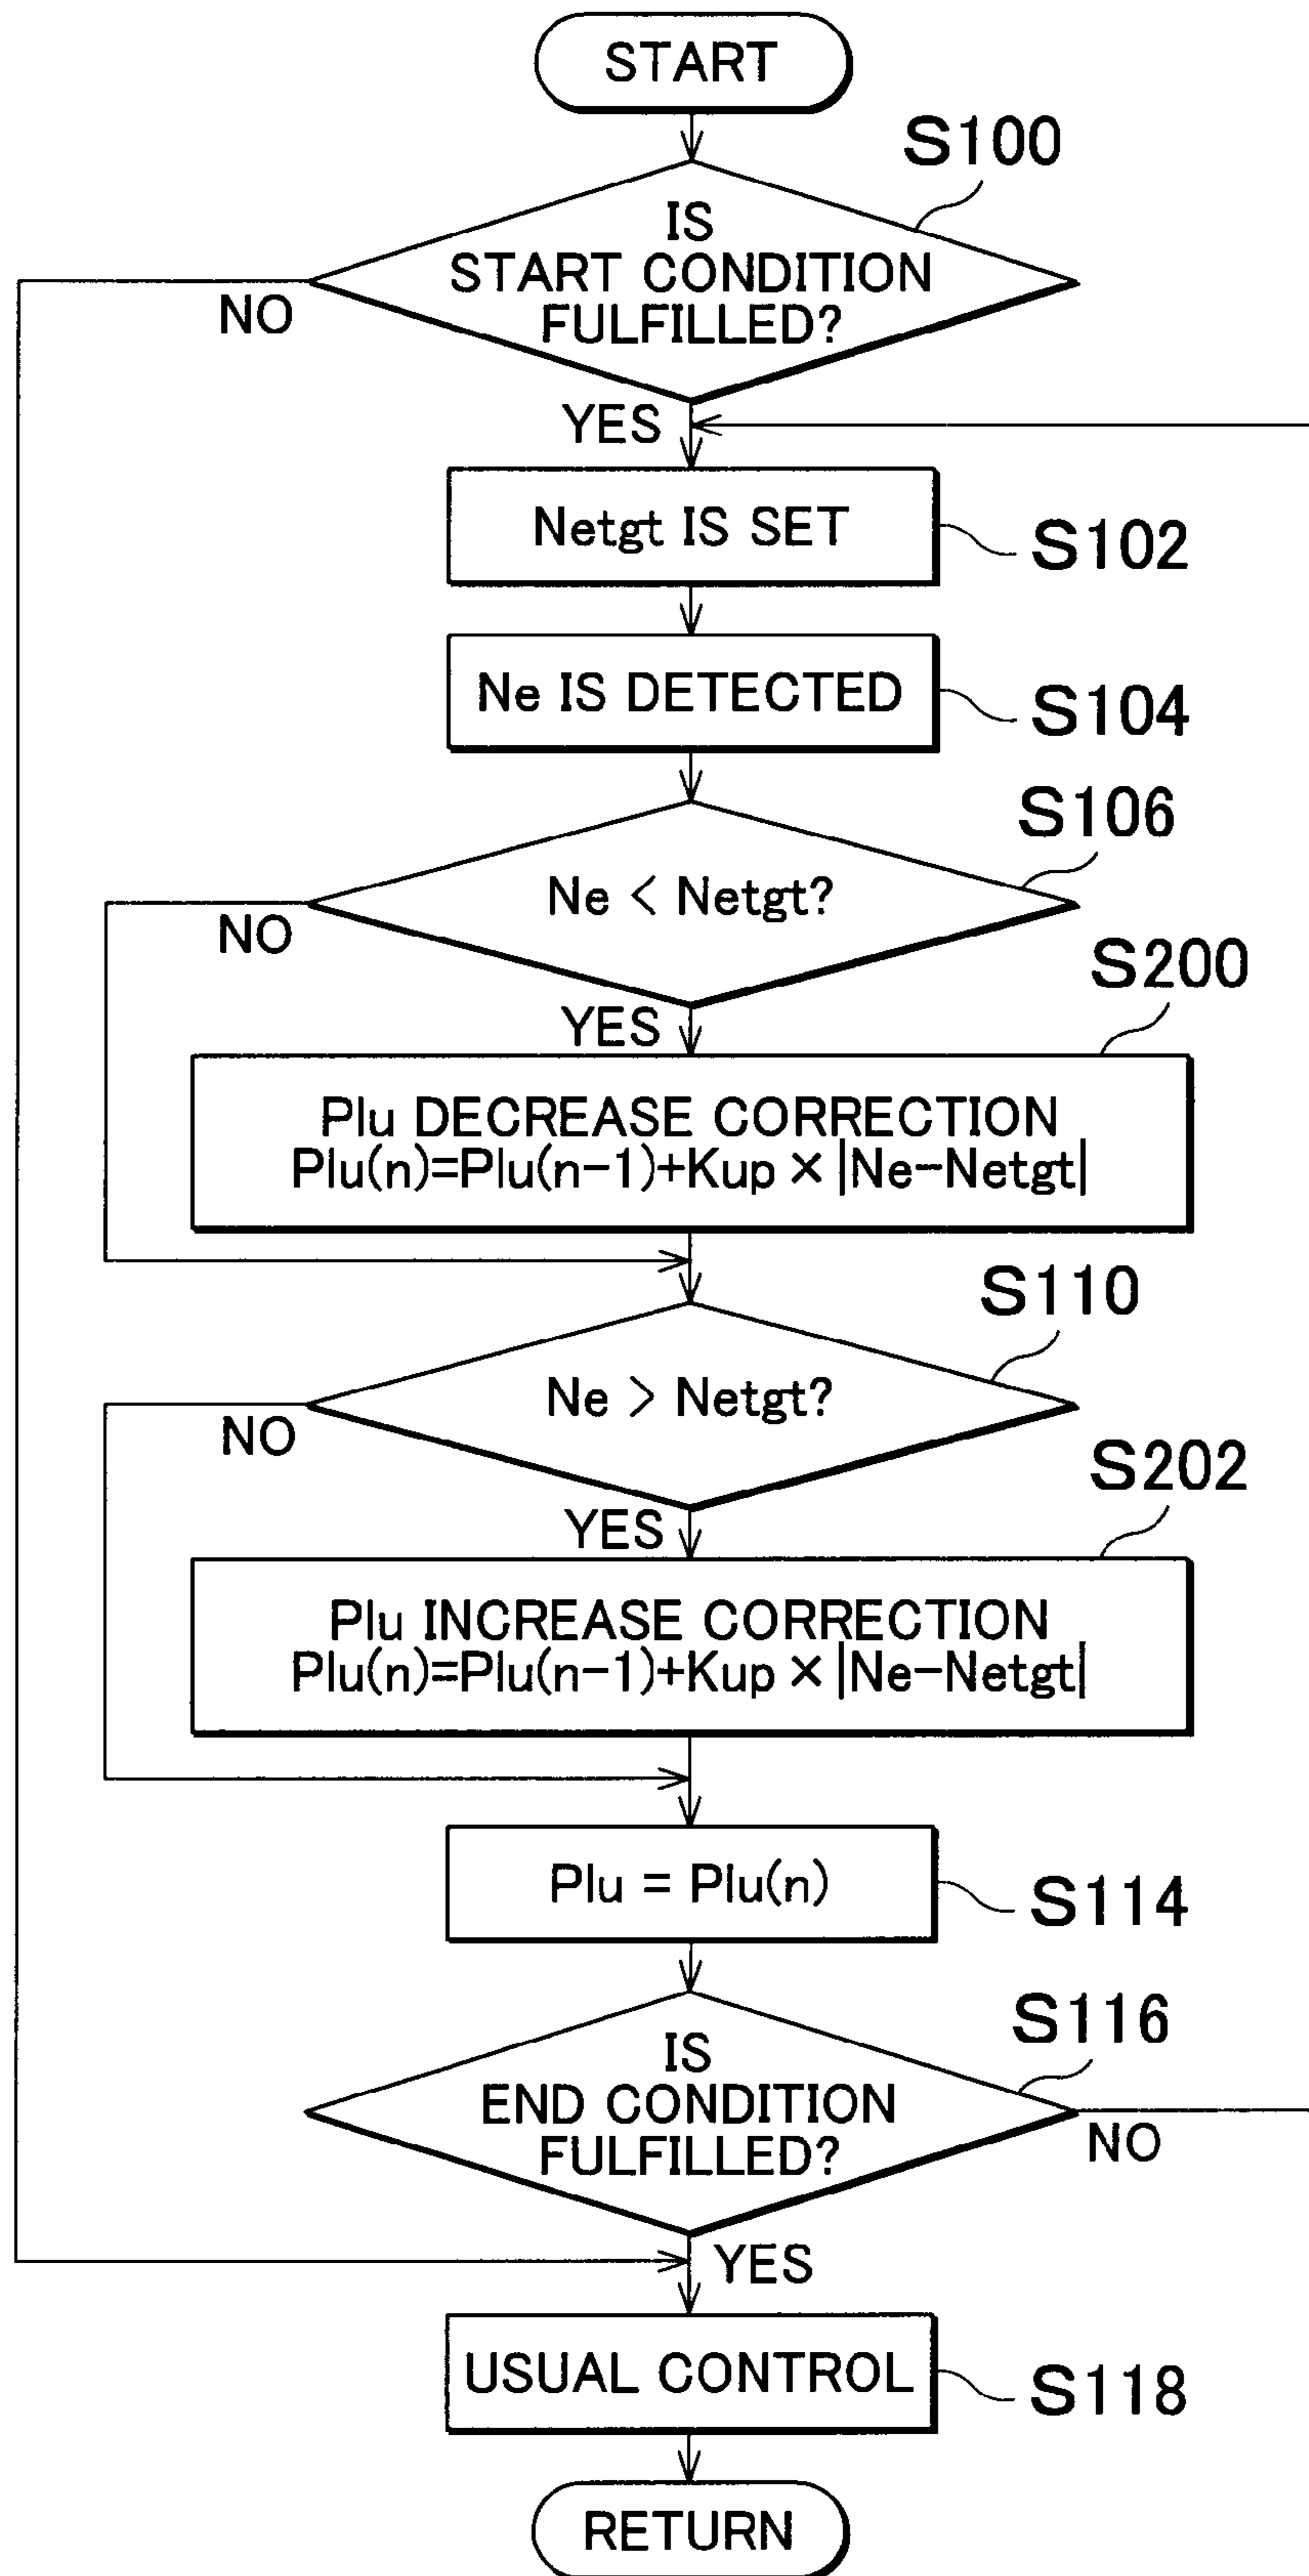 START
S100
IS
START CONDITION
FULFILLED?
NO
YES
Netgt IS SET
S102
Ne IS DETECTED
S104
S106
Ne < Netgt?
NO
S200
YES
Plu DECREASE CORRECTION
Plu(n)=Plu(n-1)+Kup × |Ne-Netgt|
S110
Ne > Netgt?
NO
S202
YES
Plu INCREASE CORRECTION
Plu(n)=Plu(n-1)+Kup × |Ne-Netgt|
Plu = Plu(n)
S114
S116
IS
END CONDITION
FULFILLED?
NO
YES
USUAL CONTROL
S118
RETURN